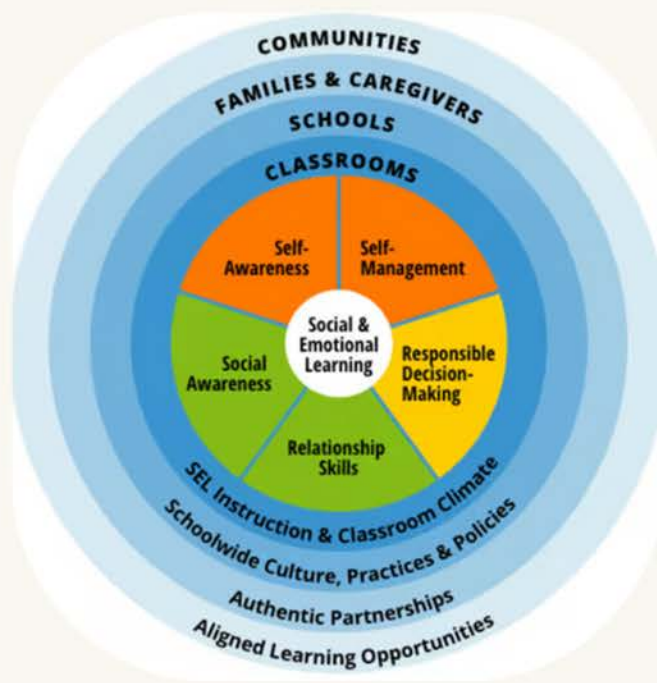 COMMUNITIES
FAMILIES & CAREGIVERS
SCHOOLS
CLASSROOMS
Self-
Awareness
Self-
Management
Social &
Emotional
Learning
Social
Awareness
Responsible
Decision-
Making
Relationship
Skills
SEL Instruction & Classroom Climate
Schoolwide Culture, Practices & Policies
Authentic Partnerships
Aligned Learning Opportunities